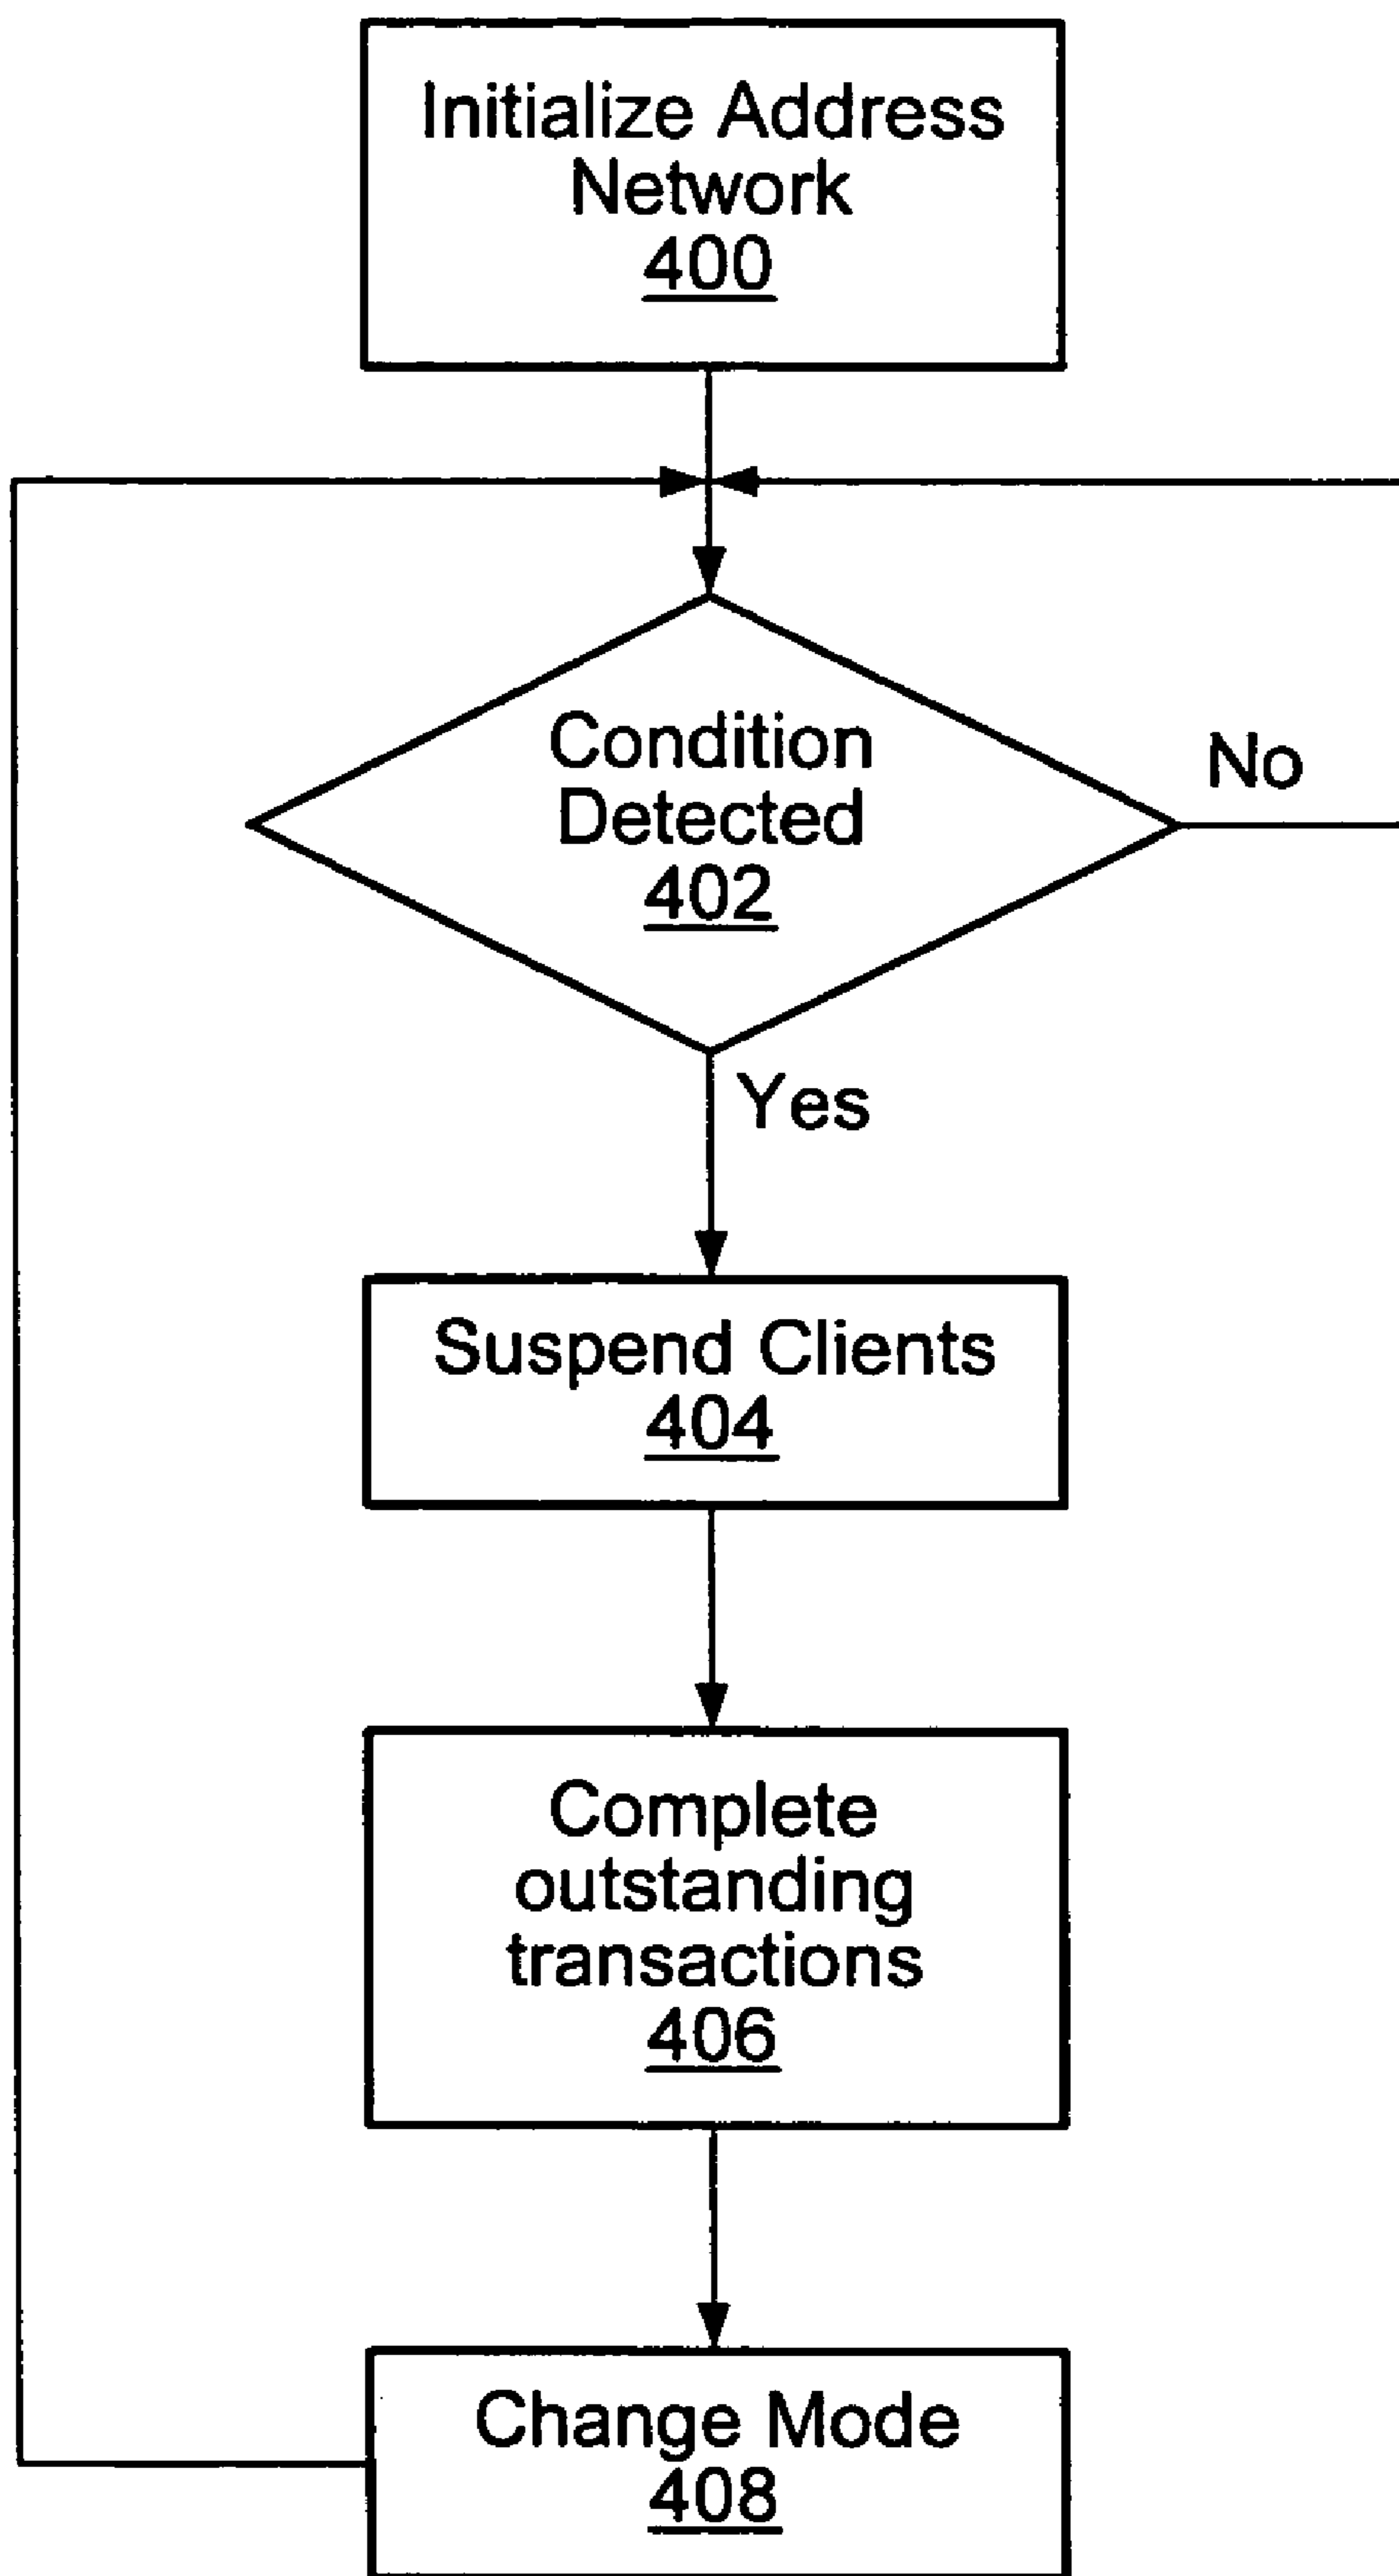 Initialize Address
Network
400
Condition
Detected
402
No
Yes
Suspend Clients
404
Complete
outstanding
transactions
406
Change Mode
408